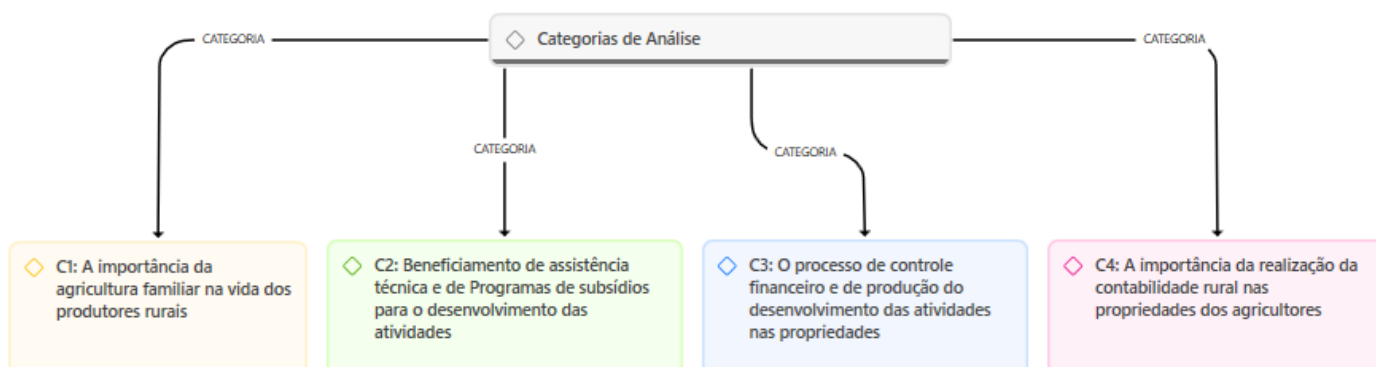 Categorias de Análise
CATEGORIA
CATEGORIA
CATEGORIA
CATEGORIA
C1: A importância da
agricultura familiar na vida dos
produtores rurais
C2: Beneficiamento de assistência
técnica e de Programas de subsídios
para o desenvolvimento das
atividades
C3: O processo de controle
financeiro e de produção do
desenvolvimento das atividades
nas propriedades
C4: A importância da realização da
contabilidade rural nas
propriedades dos agricultores